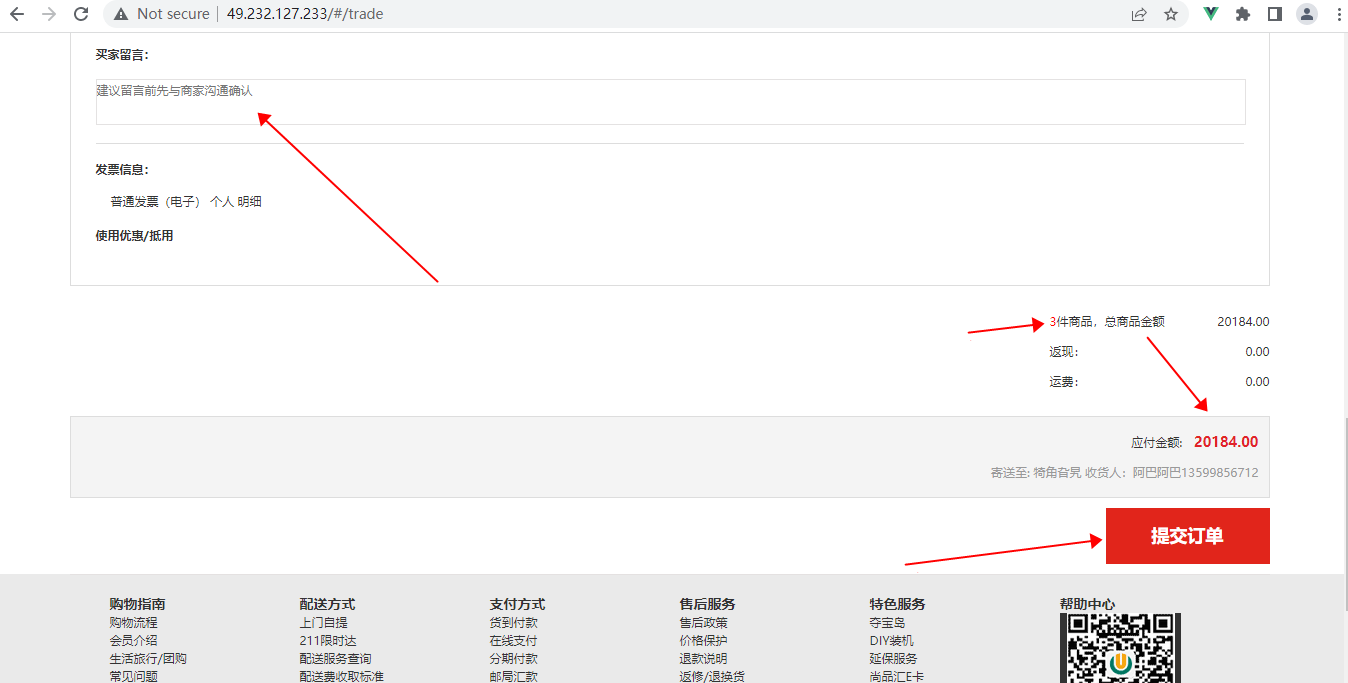 Not secure | 49.232.127.233/#/trade
买家留言：
建议留言前先与商家沟通确认
发票信息：
普通发票（电子） 个人 明细
使用优惠/抵用
3件商品，总商品金额 20184.00
返现： 0.00
运费： 0.00
应付金额: 20184.00
寄送至: 犄角旮旯 收货人：阿巴阿巴13599856712
提交订单
购物指南 配送方式 支付方式 售后服务 特色服务 帮助中心
购物流程 上门自提 货到付款 售后政策 夺宝岛
会员介绍 211限时达 在线支付 价格保护 DIY装机
生活旅行/团购 配送服务查询 分期付款 退款说明 延保服务
常见问题 配送费收取标准 邮局汇款 返修/退换货 尚品汇E卡